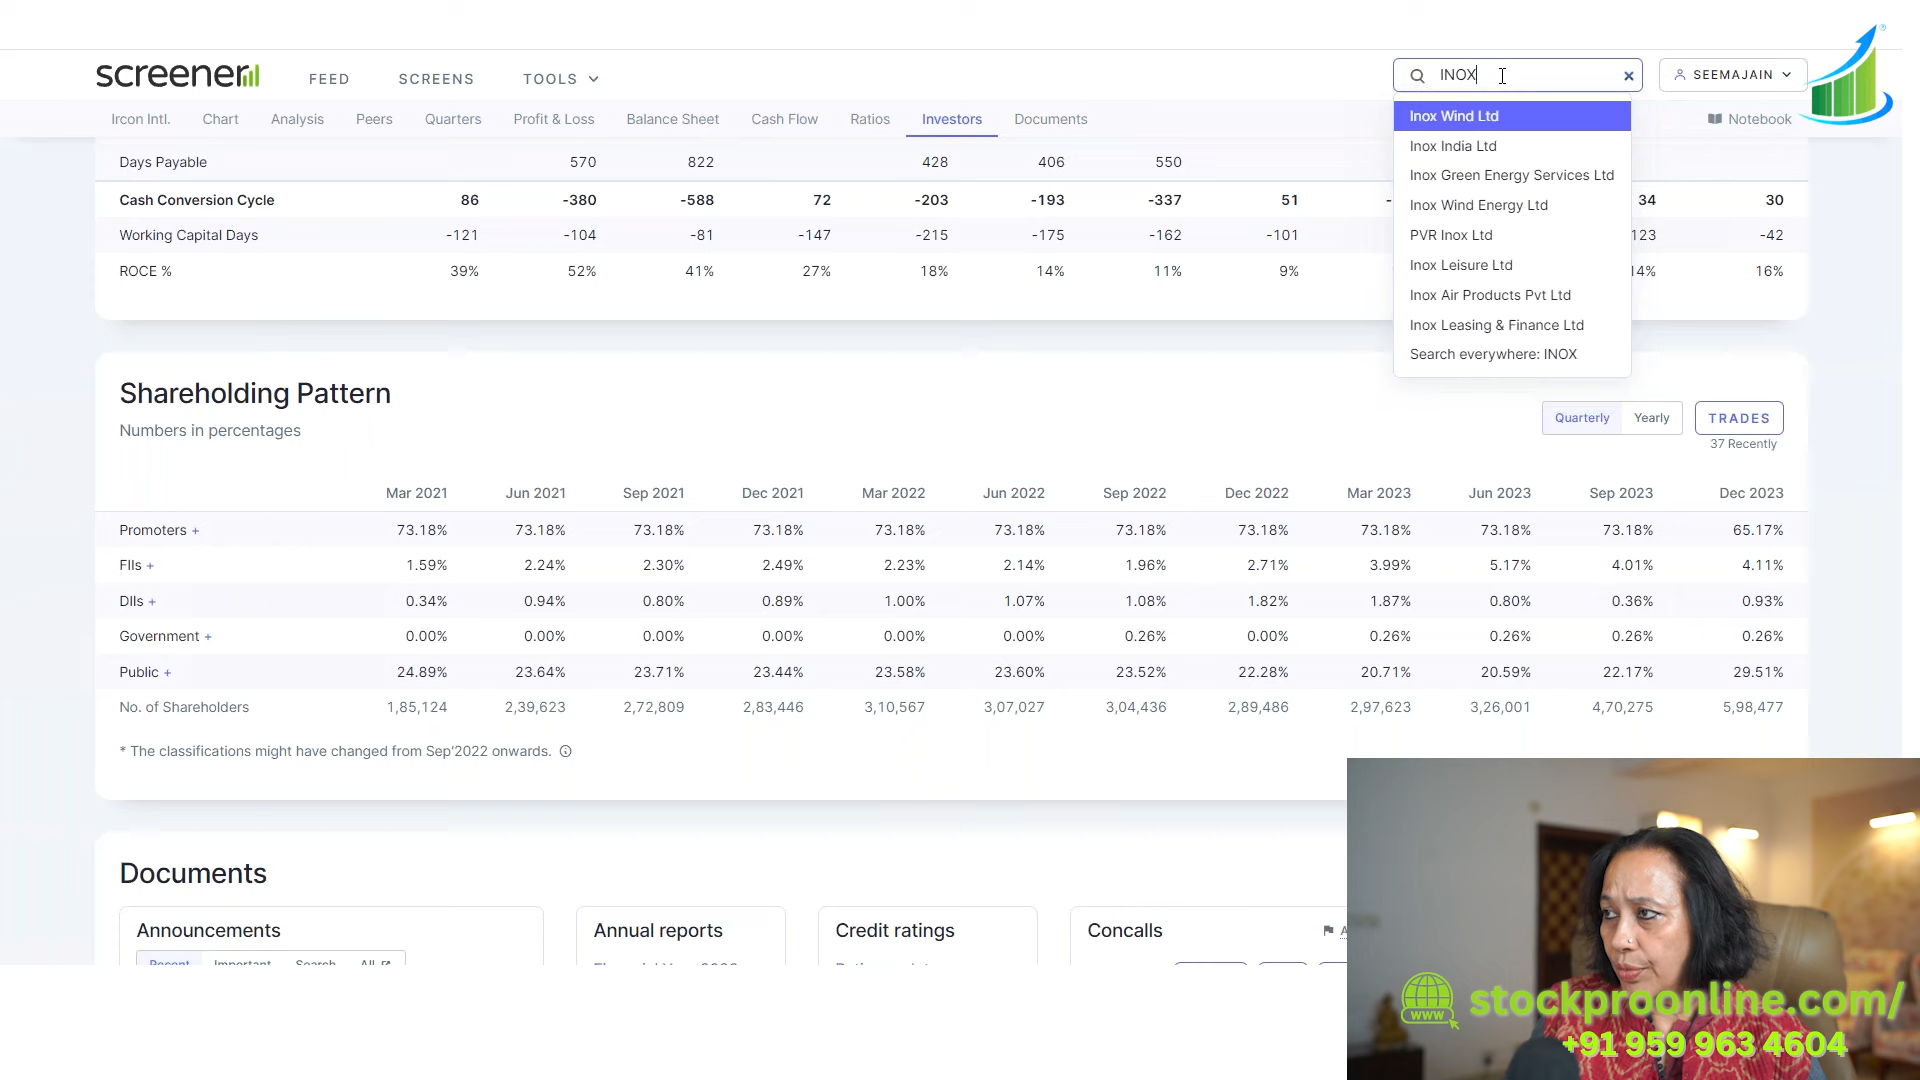 screener
FEED
SCREENS
TOOLS
INOX
SEMAJAIN
Ircon Intl.
Chart
Analysis
Peers
Quarters
Profit & Loss
Balance Sheet
Cash Flow
Ratios
Investors
Documents
Notebook
Inox Wind Ltd
Inox India Ltd
Inox Green Energy Services Ltd
Inox Wind Energy Ltd
PVR Inox Ltd
Inox Leisure Ltd
Inox Air Products Pvt Ltd
Inox Leasing & Finance Ltd
Search everywhere: INOX
Days Payable 570 822 428 406 550
Cash Conversion Cycle 86 -380 -588 72 -203 -193 -337 51 34 30
Working Capital Days -121 -104 -81 -147 -215 -175 -162 -101 123 -42
ROCE % 39% 52% 41% 27% 18% 14% 11% 9% 14% 16%
Shareholding Pattern
Numbers in percentages
Quarterly Yearly
TRADES
37 Recently
Mar 2021 Jun 2021 Sep 2021 Dec 2021 Mar 2022 Jun 2022 Sep 2022 Dec 2022 Mar 2023 Jun 2023 Sep 2023 Dec 2023
Promoters + 73.18% 73.18% 73.18% 73.18% 73.18% 73.18% 73.18% 73.18% 73.18% 73.18% 73.18% 65.17%
FIIs + 1.59% 2.24% 2.30% 2.49% 2.23% 2.14% 1.96% 2.71% 3.99% 5.17% 4.01% 4.11%
DIIs + 0.34% 0.94% 0.80% 0.89% 1.00% 1.07% 1.08% 1.82% 1.87% 0.80% 0.36% 0.93%
Government + 0.00% 0.00% 0.00% 0.00% 0.00% 0.00% 0.26% 0.00% 0.26% 0.26% 0.26% 0.26%
Public + 24.89% 23.64% 23.71% 23.44% 23.58% 23.60% 23.52% 22.28% 20.71% 20.59% 22.17% 29.51%
No. of Shareholders 1,85,124 2,39,623 2,72,809 2,83,446 3,10,567 3,07,027 3,04,436 2,89,486 2,97,623 3,26,001 4,70,275 5,98,477
* The classifications might have changed from Sep'2022 onwards.
Documents
Announcements
Recent Important Search All
Annual reports
Credit ratings
Concalls
www
stockproonline.com/
+91 959 963 4604